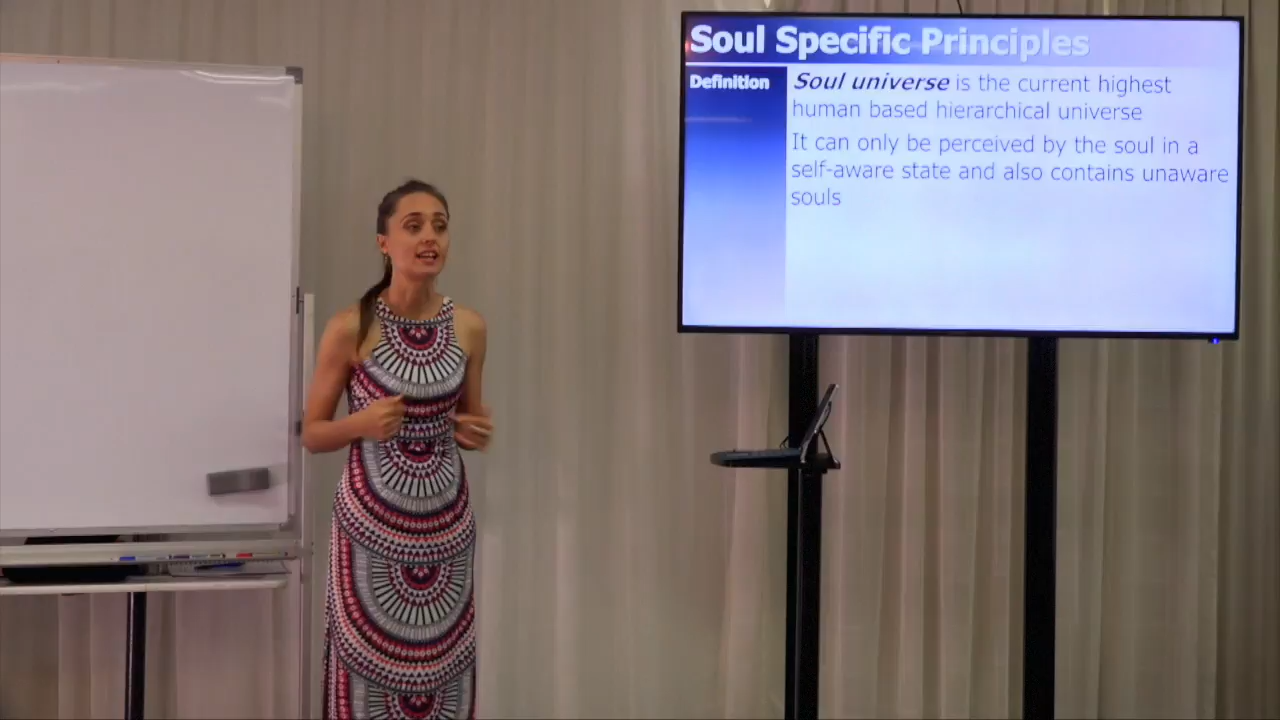 Soul Specific Principles
Definition
Soul universe is the current highest
human based hierarchical universe
It can only be perceived by the soul in a
self-aware state and also contains unaware
souls